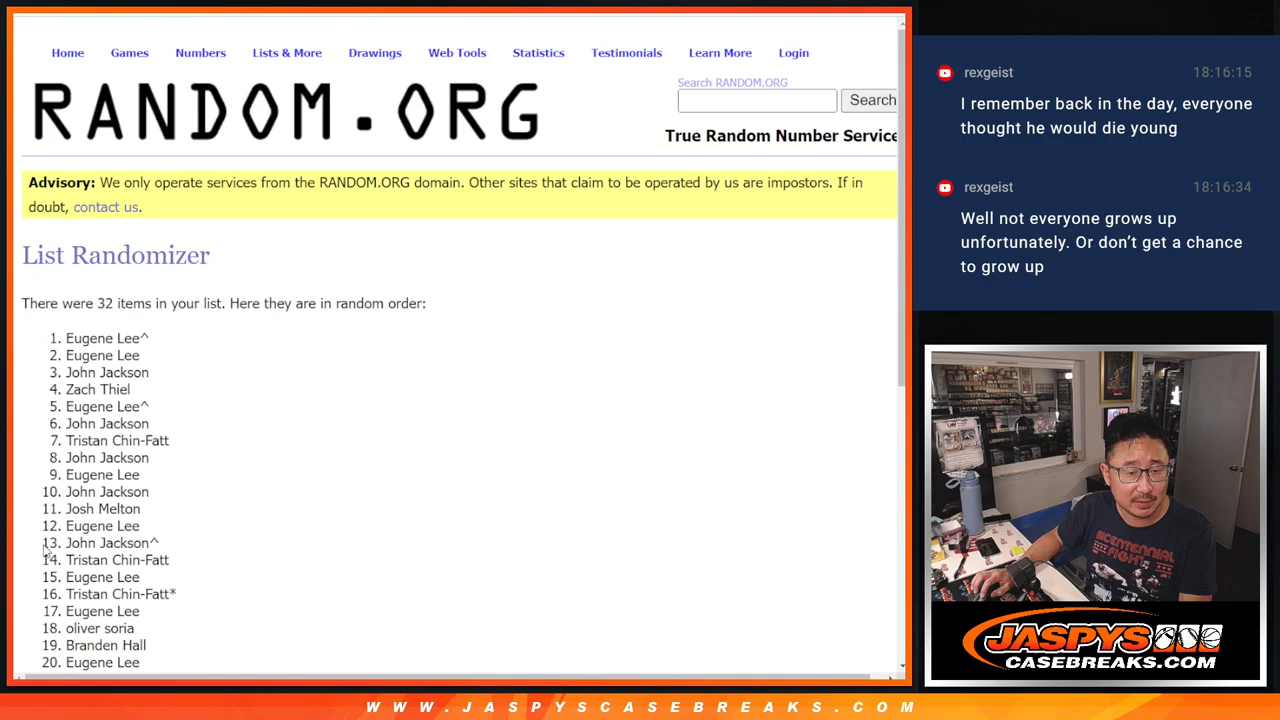 Home Games Numbers Lists & More Drawings Web Tools Statistics Testimonials Learn More Login
Search RANDOM.ORG
RANDOM.ORG
Search
True Random Number Service
Advisory: We only operate services from the RANDOM.ORG domain. Other sites that claim to be operated by us are impostors. If in
doubt, contact us.
List Randomizer
There were 32 items in your list. Here they are in random order:
1. Eugene Lee^
2. Eugene Lee
3. John Jackson
4. Zach Thiel
5. Eugene Lee^
6. John Jackson
7. Tristan Chin-Fatt
8. John Jackson
9. Eugene Lee
10. John Jackson
11. Josh Melton
12. Eugene Lee
13. John Jackson^
14. Tristan Chin-Fatt
15. Eugene Lee
16. Tristan Chin-Fatt*
17. Eugene Lee
18. oliver soria
19. Branden Hall
20. Eugene Lee
rexgeist 18:16:15
I remember back in the day, everyone
thought he would die young
rexgeist 18:16:34
Well not everyone grows up
unfortunately. Or don't get a chance
to grow up
BICENTENNIAL
FIGHT
JASPYS
CASEBREAKS.COM
WWW.JASPYSCASEBREAKS.COM